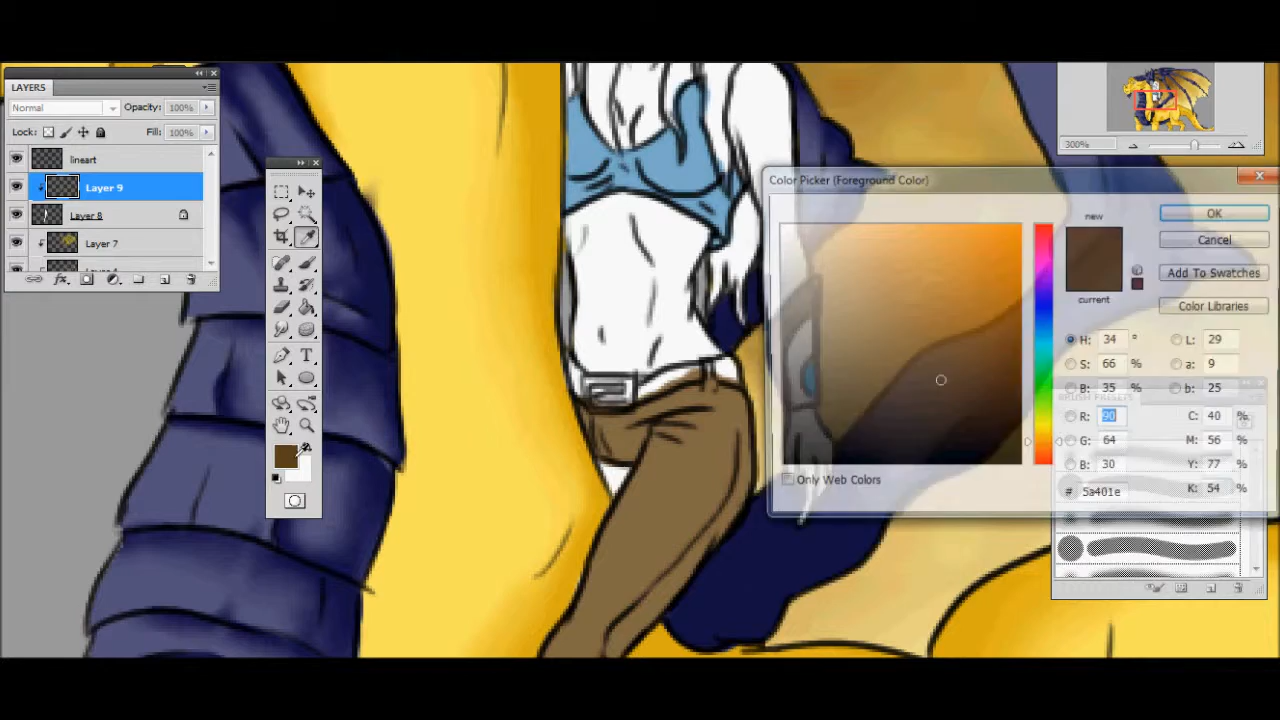 LAYERS
Normal
Opacity: 100%
Lock:
Fill: 100%
lineart
Layer 9
Layer 8
Layer 7
300%
Color Picker (Foreground Color)
new
current
OK
Cancel
Add To Swatches
Color Libraries
H: 34 °
S: 66 %
B: 35 %
R: 90
G: 64
B: 30
# 5a401e
L: 29
a: 9
b: 25
C: 40 %
M: 56 %
Y: 77 %
K: 54 %
Only Web Colors
BRUSH PRESETS